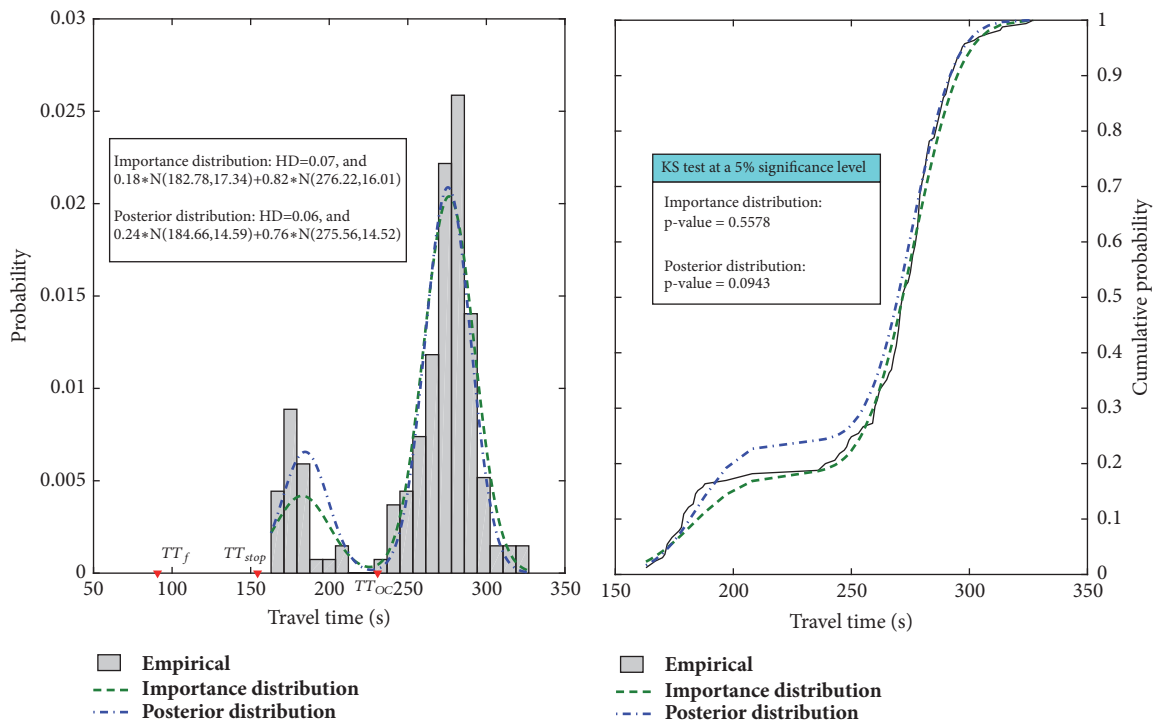 0.03
0.025
0.02
0.015
0.01
0.005
0
Probability
Importance distribution: HD=0.07, and
0.18*N(182.78,17.34)+0.82*N(276.22,16.01)
Posterior distribution: HD=0.06, and
0.24*N(184.66,14.59)+0.76*N(275.56,14.52)
TTf
TTstop
TTOC
50 100 150 200 250 300 350
Travel time (s)
Empirical
Importance distribution
Posterior distribution
KS test at a 5% significance level
Importance distribution:
p-value = 0.5578
Posterior distribution:
p-value = 0.0943
1
0.9
0.8
0.7
0.6
0.5
0.4
0.3
0.2
0.1
0
Cumulative probability
150 200 250 300 350
Travel time (s)
Empirical
Importance distribution
Posterior distribution